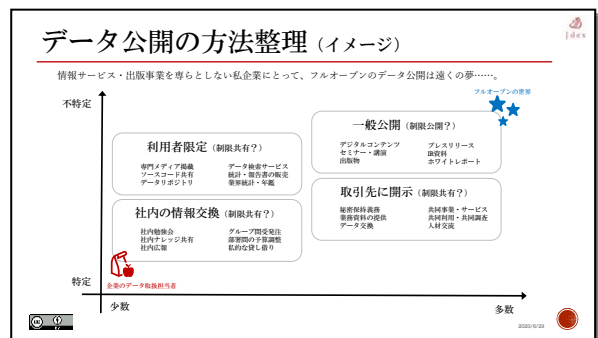 データ公開の方法整理（イメージ）
jdex
情報サービス・出版事業を専らとしない私企業にとって、フルオープンのデータ公開は遠くの夢……。
フルオープンの世界
不特定
一般公開（制限公開？）
デジタルコンテンツ
セミナー・講演
出版物
プレスリリース
IR資料
ホワイトレポート
利用者限定（制限共有？）
専門メディア掲載
ソースコード共有
データリポジトリ
データ検索サービス
統計・報告書の販売
業界統計・年鑑
取引先に開示（制限共有？）
秘密保持義務
業務資料の提供
データ交換
共同事業・サービス
共同利用・共同調査
人材交流
社内の情報交換（制限共有？）
社内勉強会
社内ナレッジ共有
社内広報
グループ間受発注
部署間の予算調整
私的な貸し借り
特定
企業のデータ取扱担当者
少数
多数
2020/6/29